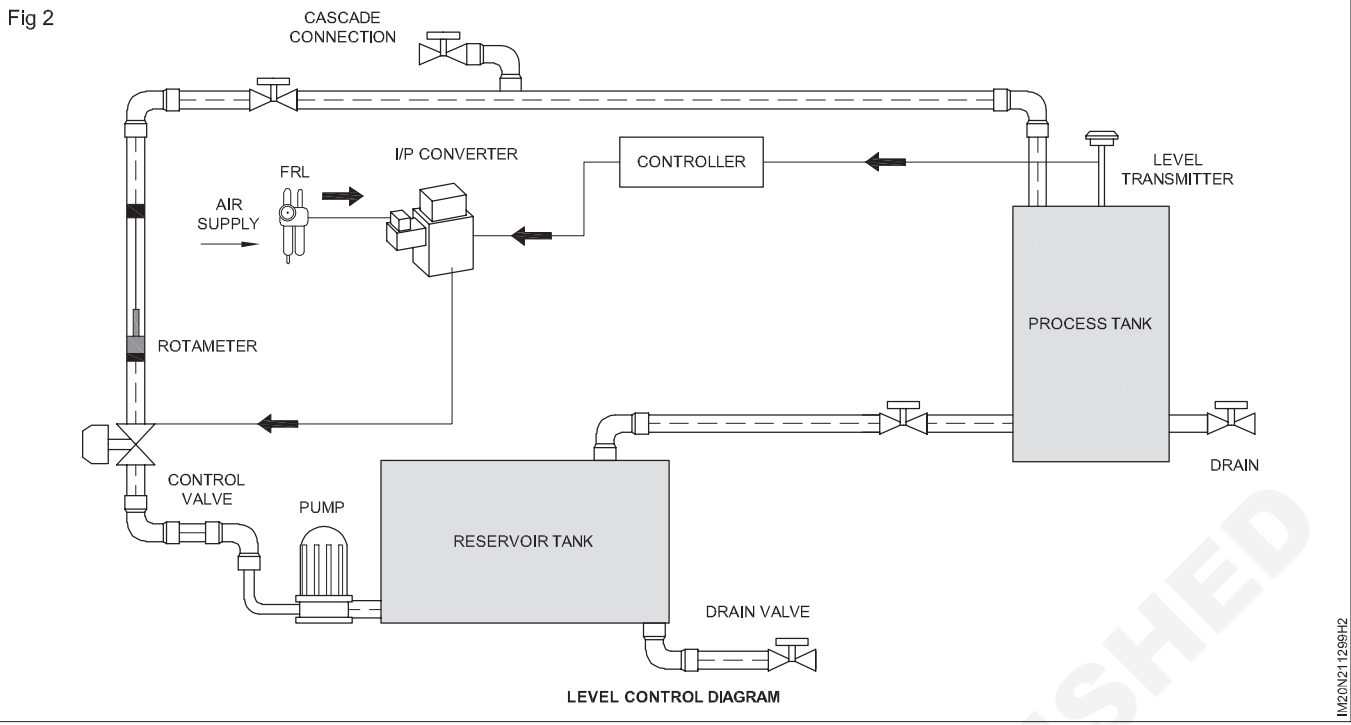 Fig 2
CASCADE
CONNECTION
I/P CONVERTER
CONTROLLER
LEVEL
TRANSMITTER
FRL
AIR
SUPPLY
PROCESS TANK
ROTAMETER
DRAIN
CONTROL
VALVE
PUMP
RESERVOIR TANK
DRAIN VALVE
LEVEL CONTROL DIAGRAM
IM20N211299H2
SHED